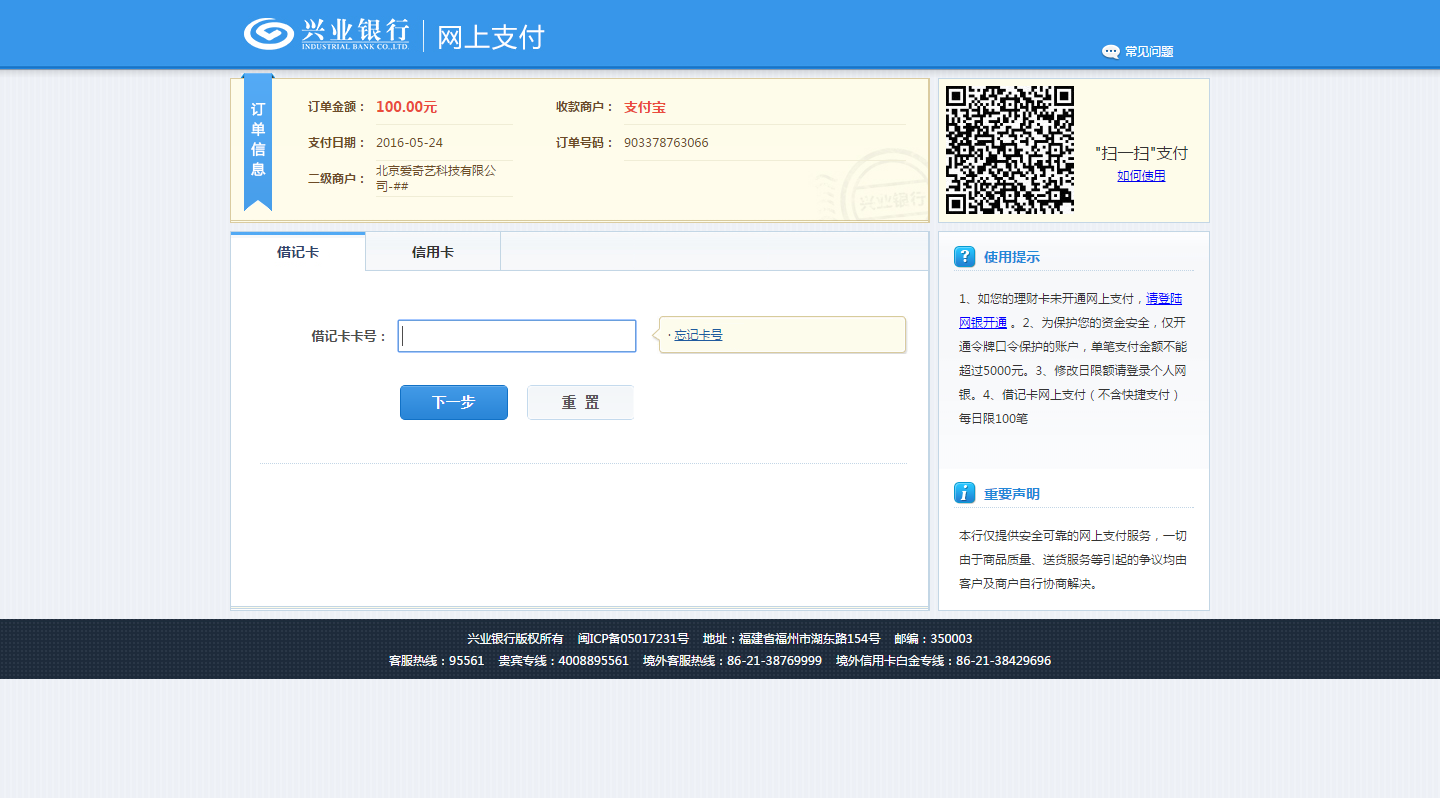 兴业银行 网上支付
INDUSTRIAL BANK CO.,LTD.
常见问题
订单信息
订单金额： 100.00元 收款商户： 支付宝
支付日期： 2016-05-24 订单号码： 903378763066
二级商户： 北京爱奇艺科技有限公
司-##
兴业银行
"扫一扫"支付
如何使用
借记卡 信用卡
借记卡卡号：
· 忘记卡号
下一步 重 置
使用提示
1、如您的理财卡未开通网上支付，请登陆
网银开通 。2、为保护您的资金安全，仅开
通令牌口令保护的账户，单笔支付金额不能
超过5000元。3、修改日限额请登录个人网
银。4、借记卡网上支付（不含快捷支付）
每日限100笔
重要声明
本行仅提供安全可靠的网上支付服务，一切
由于商品质量、送货服务等引起的争议均由
客户及商户自行协商解决。
兴业银行版权所有 闽ICP备05017231号 地址：福建省福州市湖东路154号 邮编：350003
客服热线：95561 贵宾专线：4008895561 境外客服热线：86-21-38769999 境外信用卡白金专线：86-21-38429696